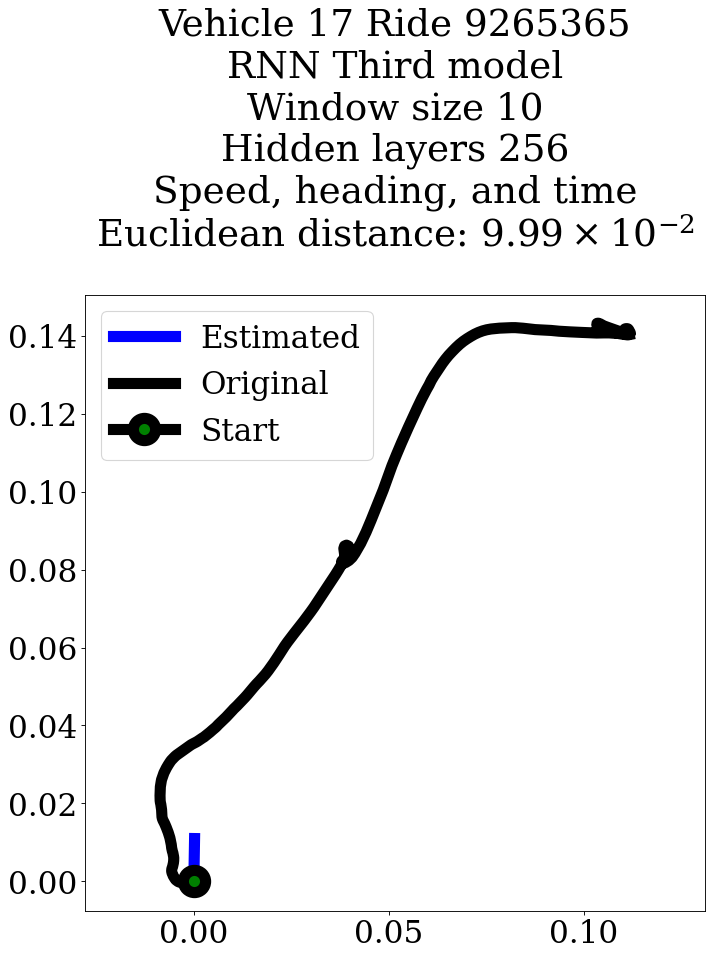 Vehicle 17 Ride 9265365
RNN Third model
Window size 10
Hidden layers 256
Speed, heading, and time
Euclidean distance: 9.99 × 10⁻²
Estimated
Original
Start
0.14
0.12
0.10
0.08
0.06
0.04
0.02
0.00
0.00 0.05 0.10